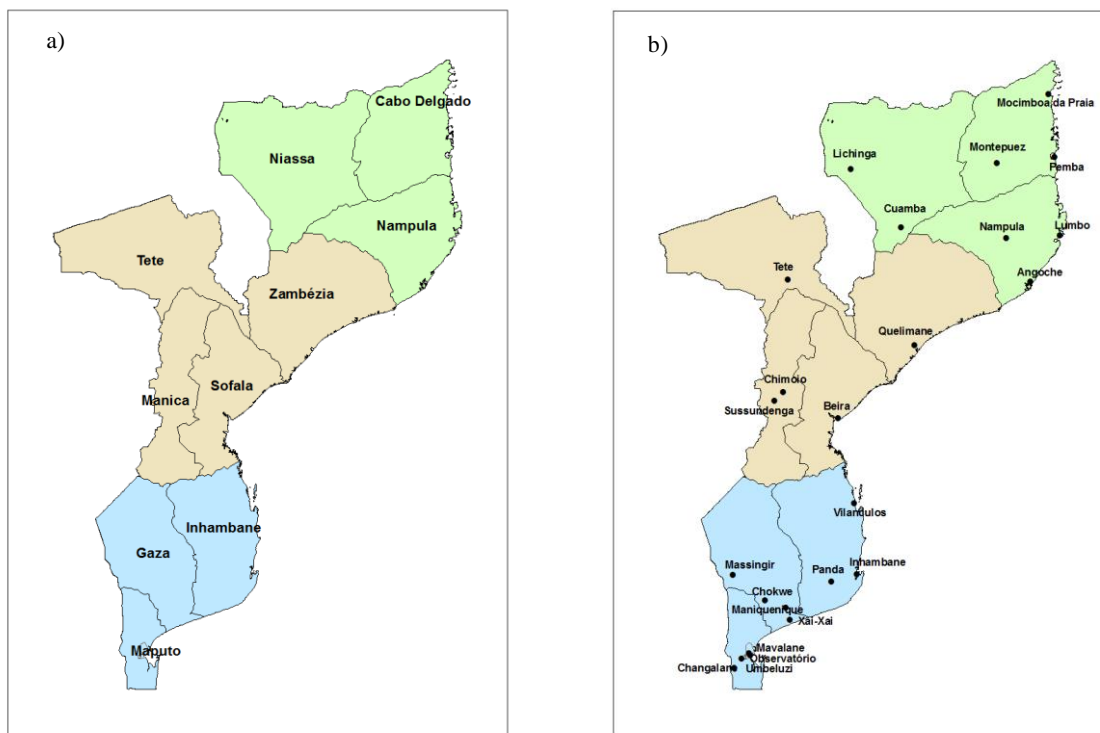 a)
Cabo Delgado
Niassa
Nampula
Tete
Zambézia
Sofala
Manica
Inhambane
Gaza
Maputo
b)
Mocimboa da Praia
Montepuez
Lichinga
Pemba
Cuamba
Nampula
Lumbo
Tete
Angoche
Quelimane
Chimoio
Sussundenga
Beira
Vilanculos
Massingir
Panda
Inhambane
Chokwe
Maniquenique
Xai-Xai
Mavalane
Observatório
Changalane
Umbeluzi